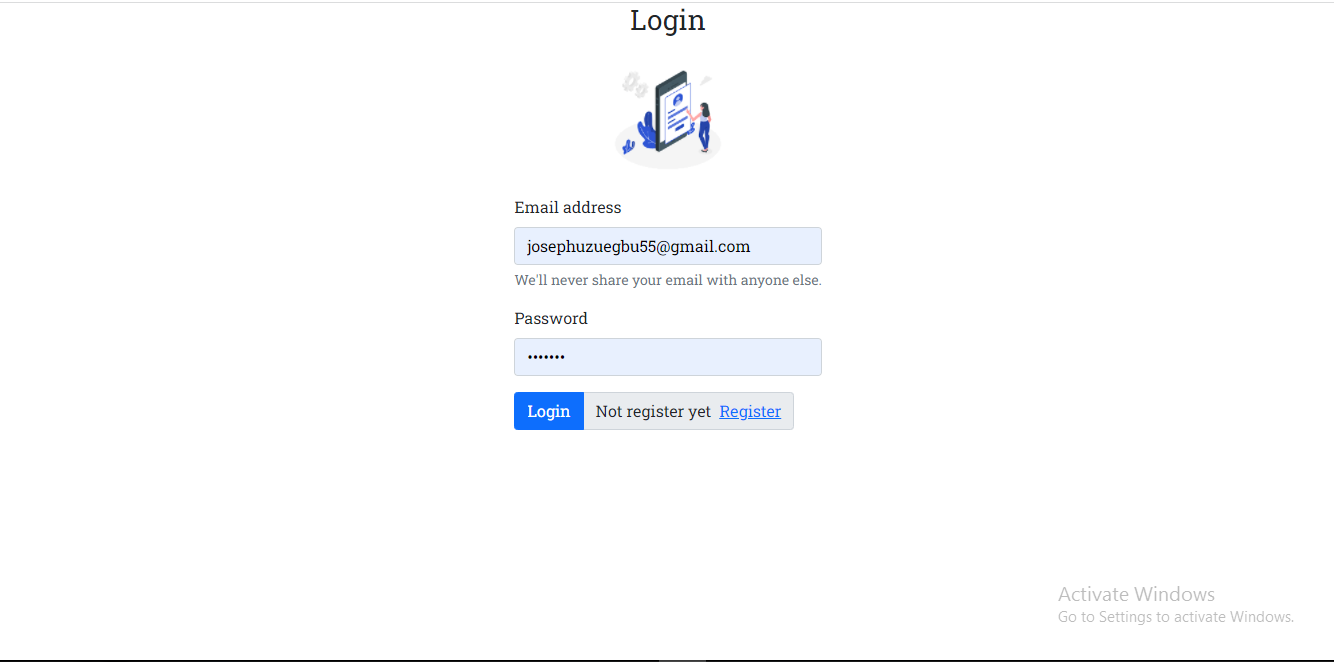 Login
Email address
josephuzuegbu55@gmail.com
We'll never share your email with anyone else.
Password
•••••••
Login Not register yet Register
Activate Windows
Go to Settings to activate Windows.